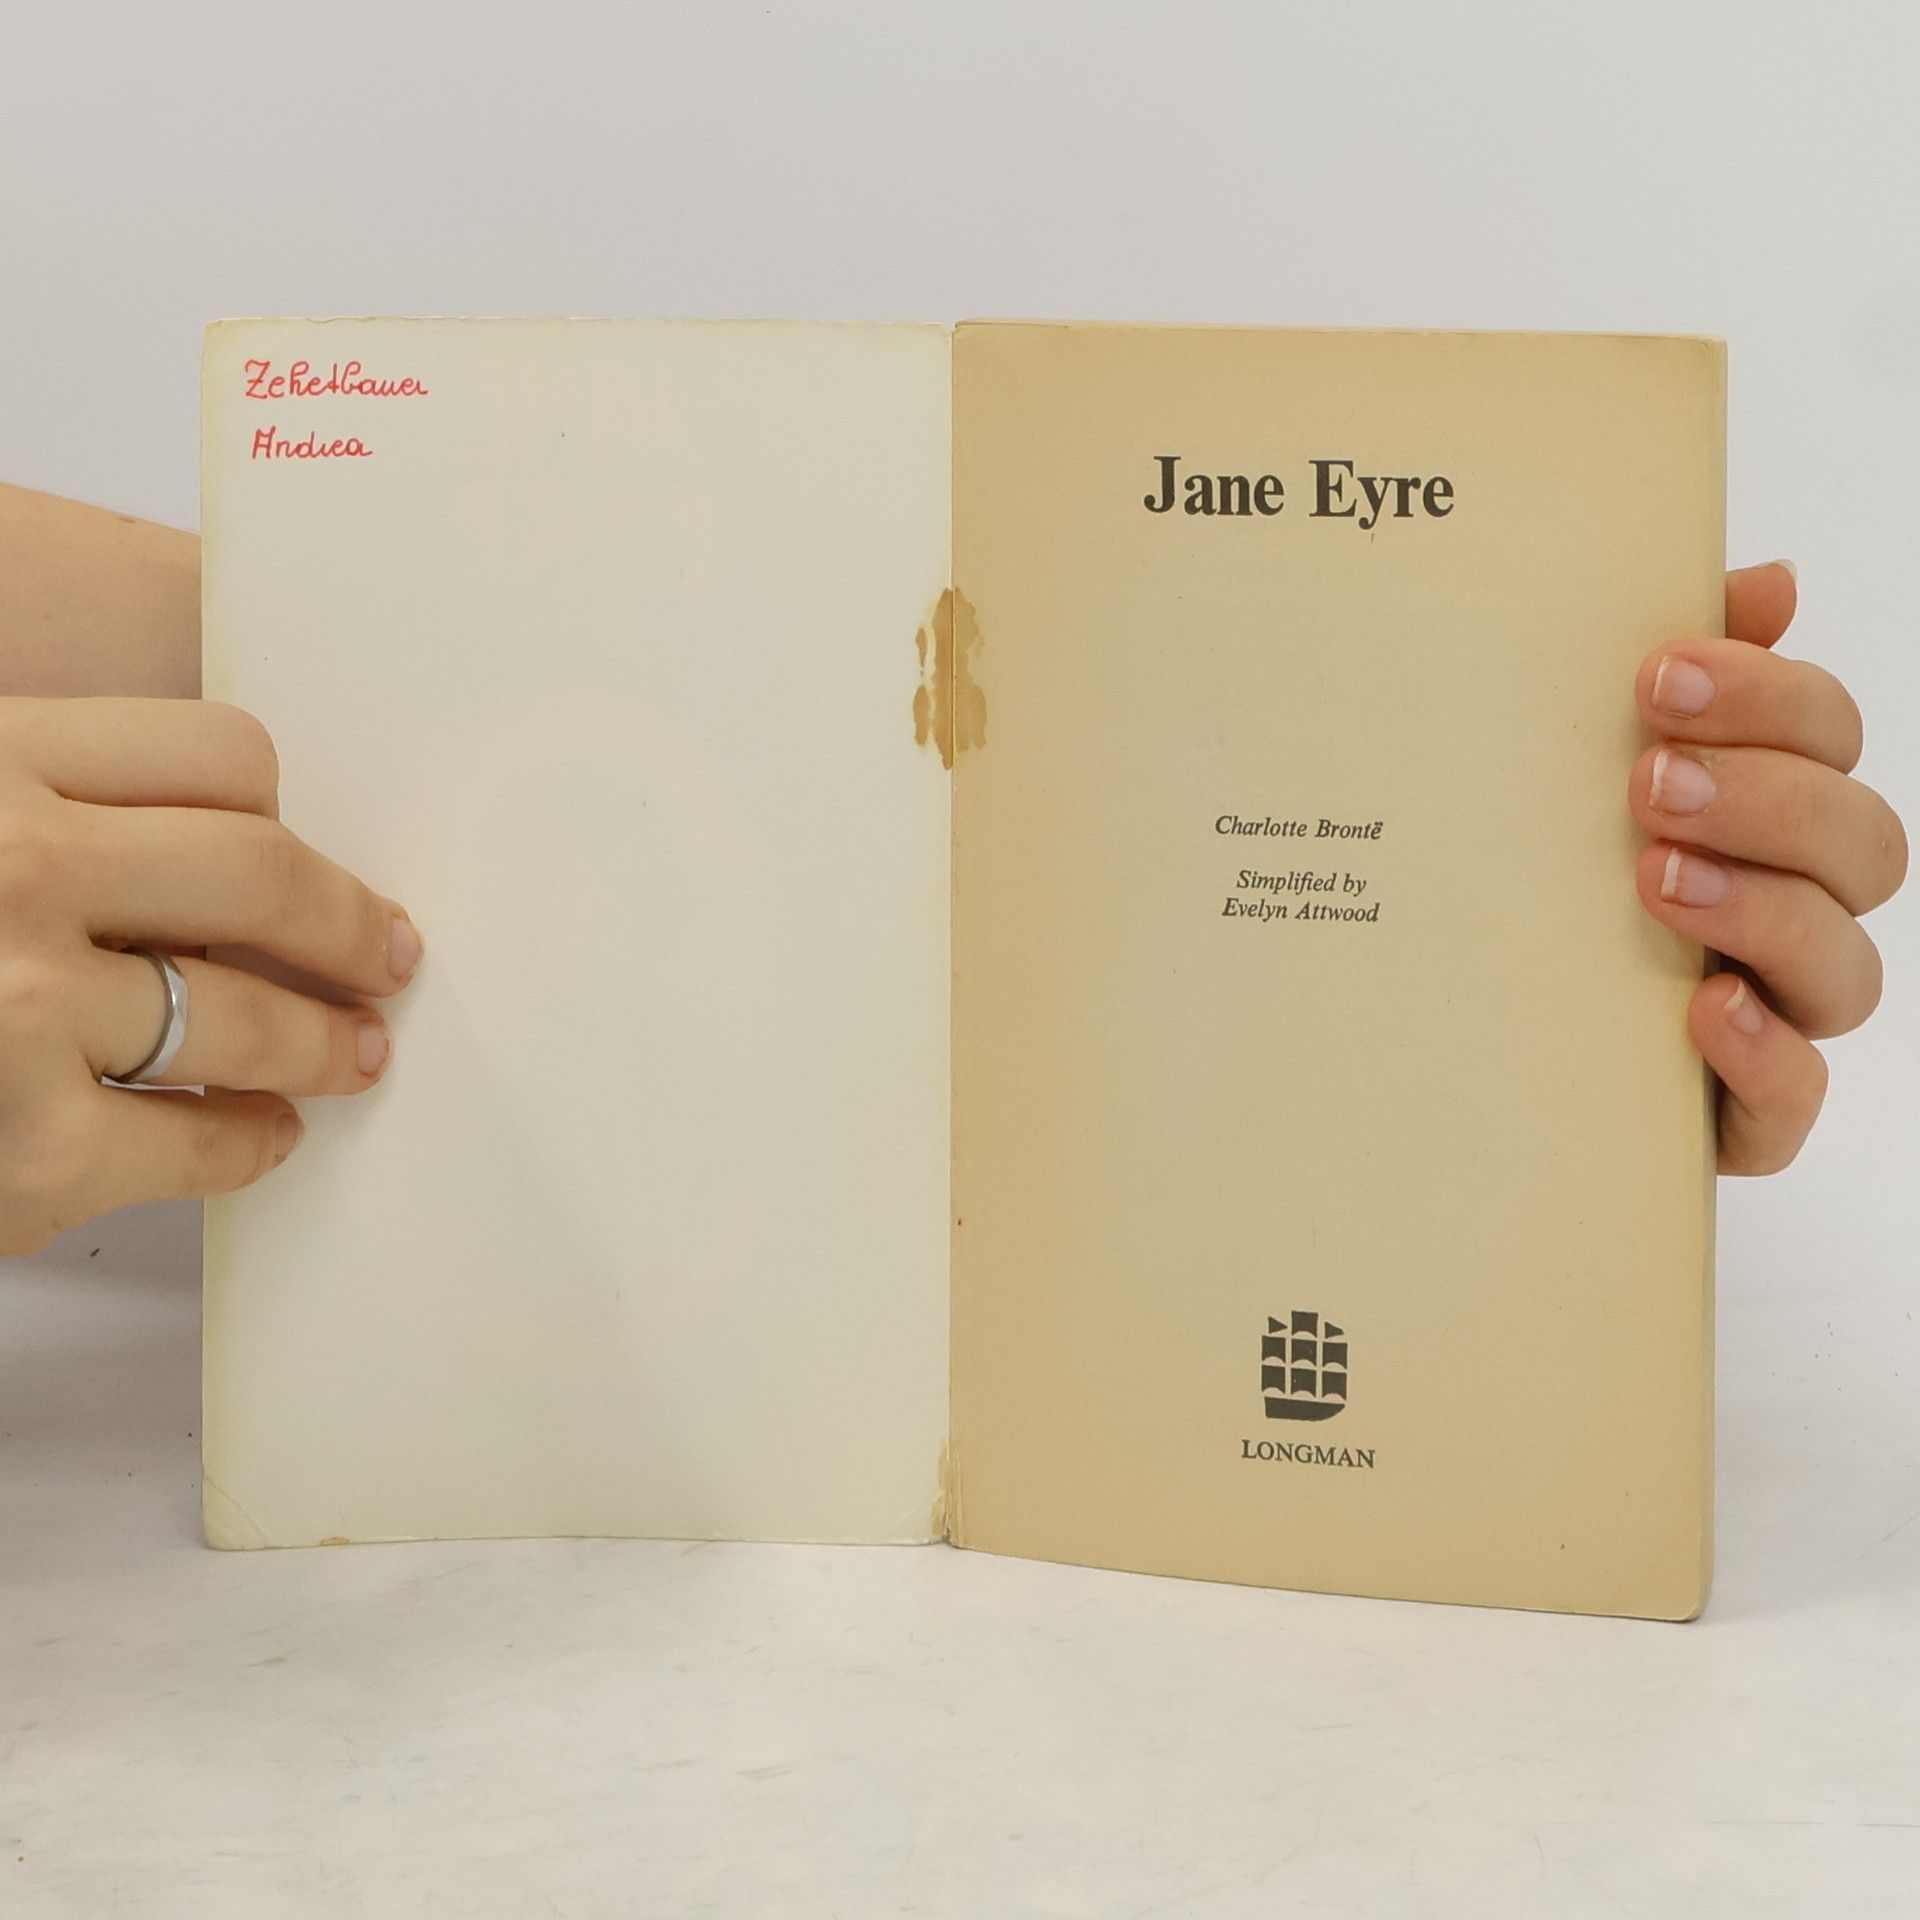 Zehetbauer
Andrea
Jane Eyre
Charlotte Brontë
Simplified by
Evelyn Attwood
LONGMAN